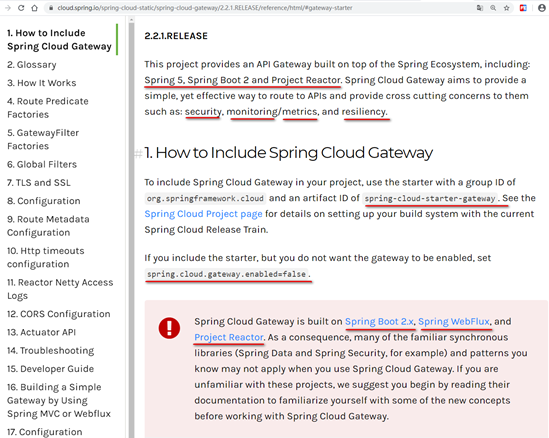 cloud.spring.io/spring-cloud-static/spring-cloud-gateway/2.2.1.RELEASE/reference/html/#gateway-starter
1. How to Include
Spring Cloud Gateway
2. Glossary
3. How It Works
4. Route Predicate
Factories
5. GatewayFilter
Factories
6. Global Filters
7. TLS and SSL
8. Configuration
9. Route Metadata
Configuration
10. Http timeouts
configuration
11. Reactor Netty Access
Logs
12. CORS Configuration
13. Actuator API
14. Troubleshooting
15. Developer Guide
16. Building a Simple
Gateway by Using
Spring MVC or Webflux
17. Configuration
2.2.1.RELEASE
This project provides an API Gateway built on top of the Spring Ecosystem, including:
Spring 5, Spring Boot 2 and Project Reactor. Spring Cloud Gateway aims to provide a
simple, yet effective way to route to APIs and provide cross cutting concerns to them
such as: security, monitoring/metrics, and resiliency.
# 1. How to Include Spring Cloud Gateway
To include Spring Cloud Gateway in your project, use the starter with a group ID of
org.springframework.cloud and an artifact ID of spring-cloud-starter-gateway . See the
Spring Cloud Project page for details on setting up your build system with the current
Spring Cloud Release Train.
If you include the starter, but you do not want the gateway to be enabled, set
spring.cloud.gateway.enabled=false .
Spring Cloud Gateway is built on Spring Boot 2.x, Spring WebFlux, and
Project Reactor. As a consequence, many of the familiar synchronous
libraries (Spring Data and Spring Security, for example) and patterns you
know may not apply when you use Spring Cloud Gateway. If you are
unfamiliar with these projects, we suggest you begin by reading their
documentation to familiarize yourself with some of the new concepts
before working with Spring Cloud Gateway.